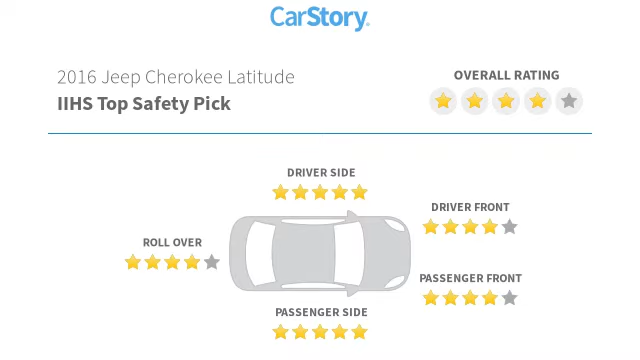 CarStory
2016 Jeep Cherokee Latitude
IIHS Top Safety Pick
OVERALL RATING
DRIVER SIDE
DRIVER FRONT
ROLL OVER
PASSENGER FRONT
PASSENGER SIDE